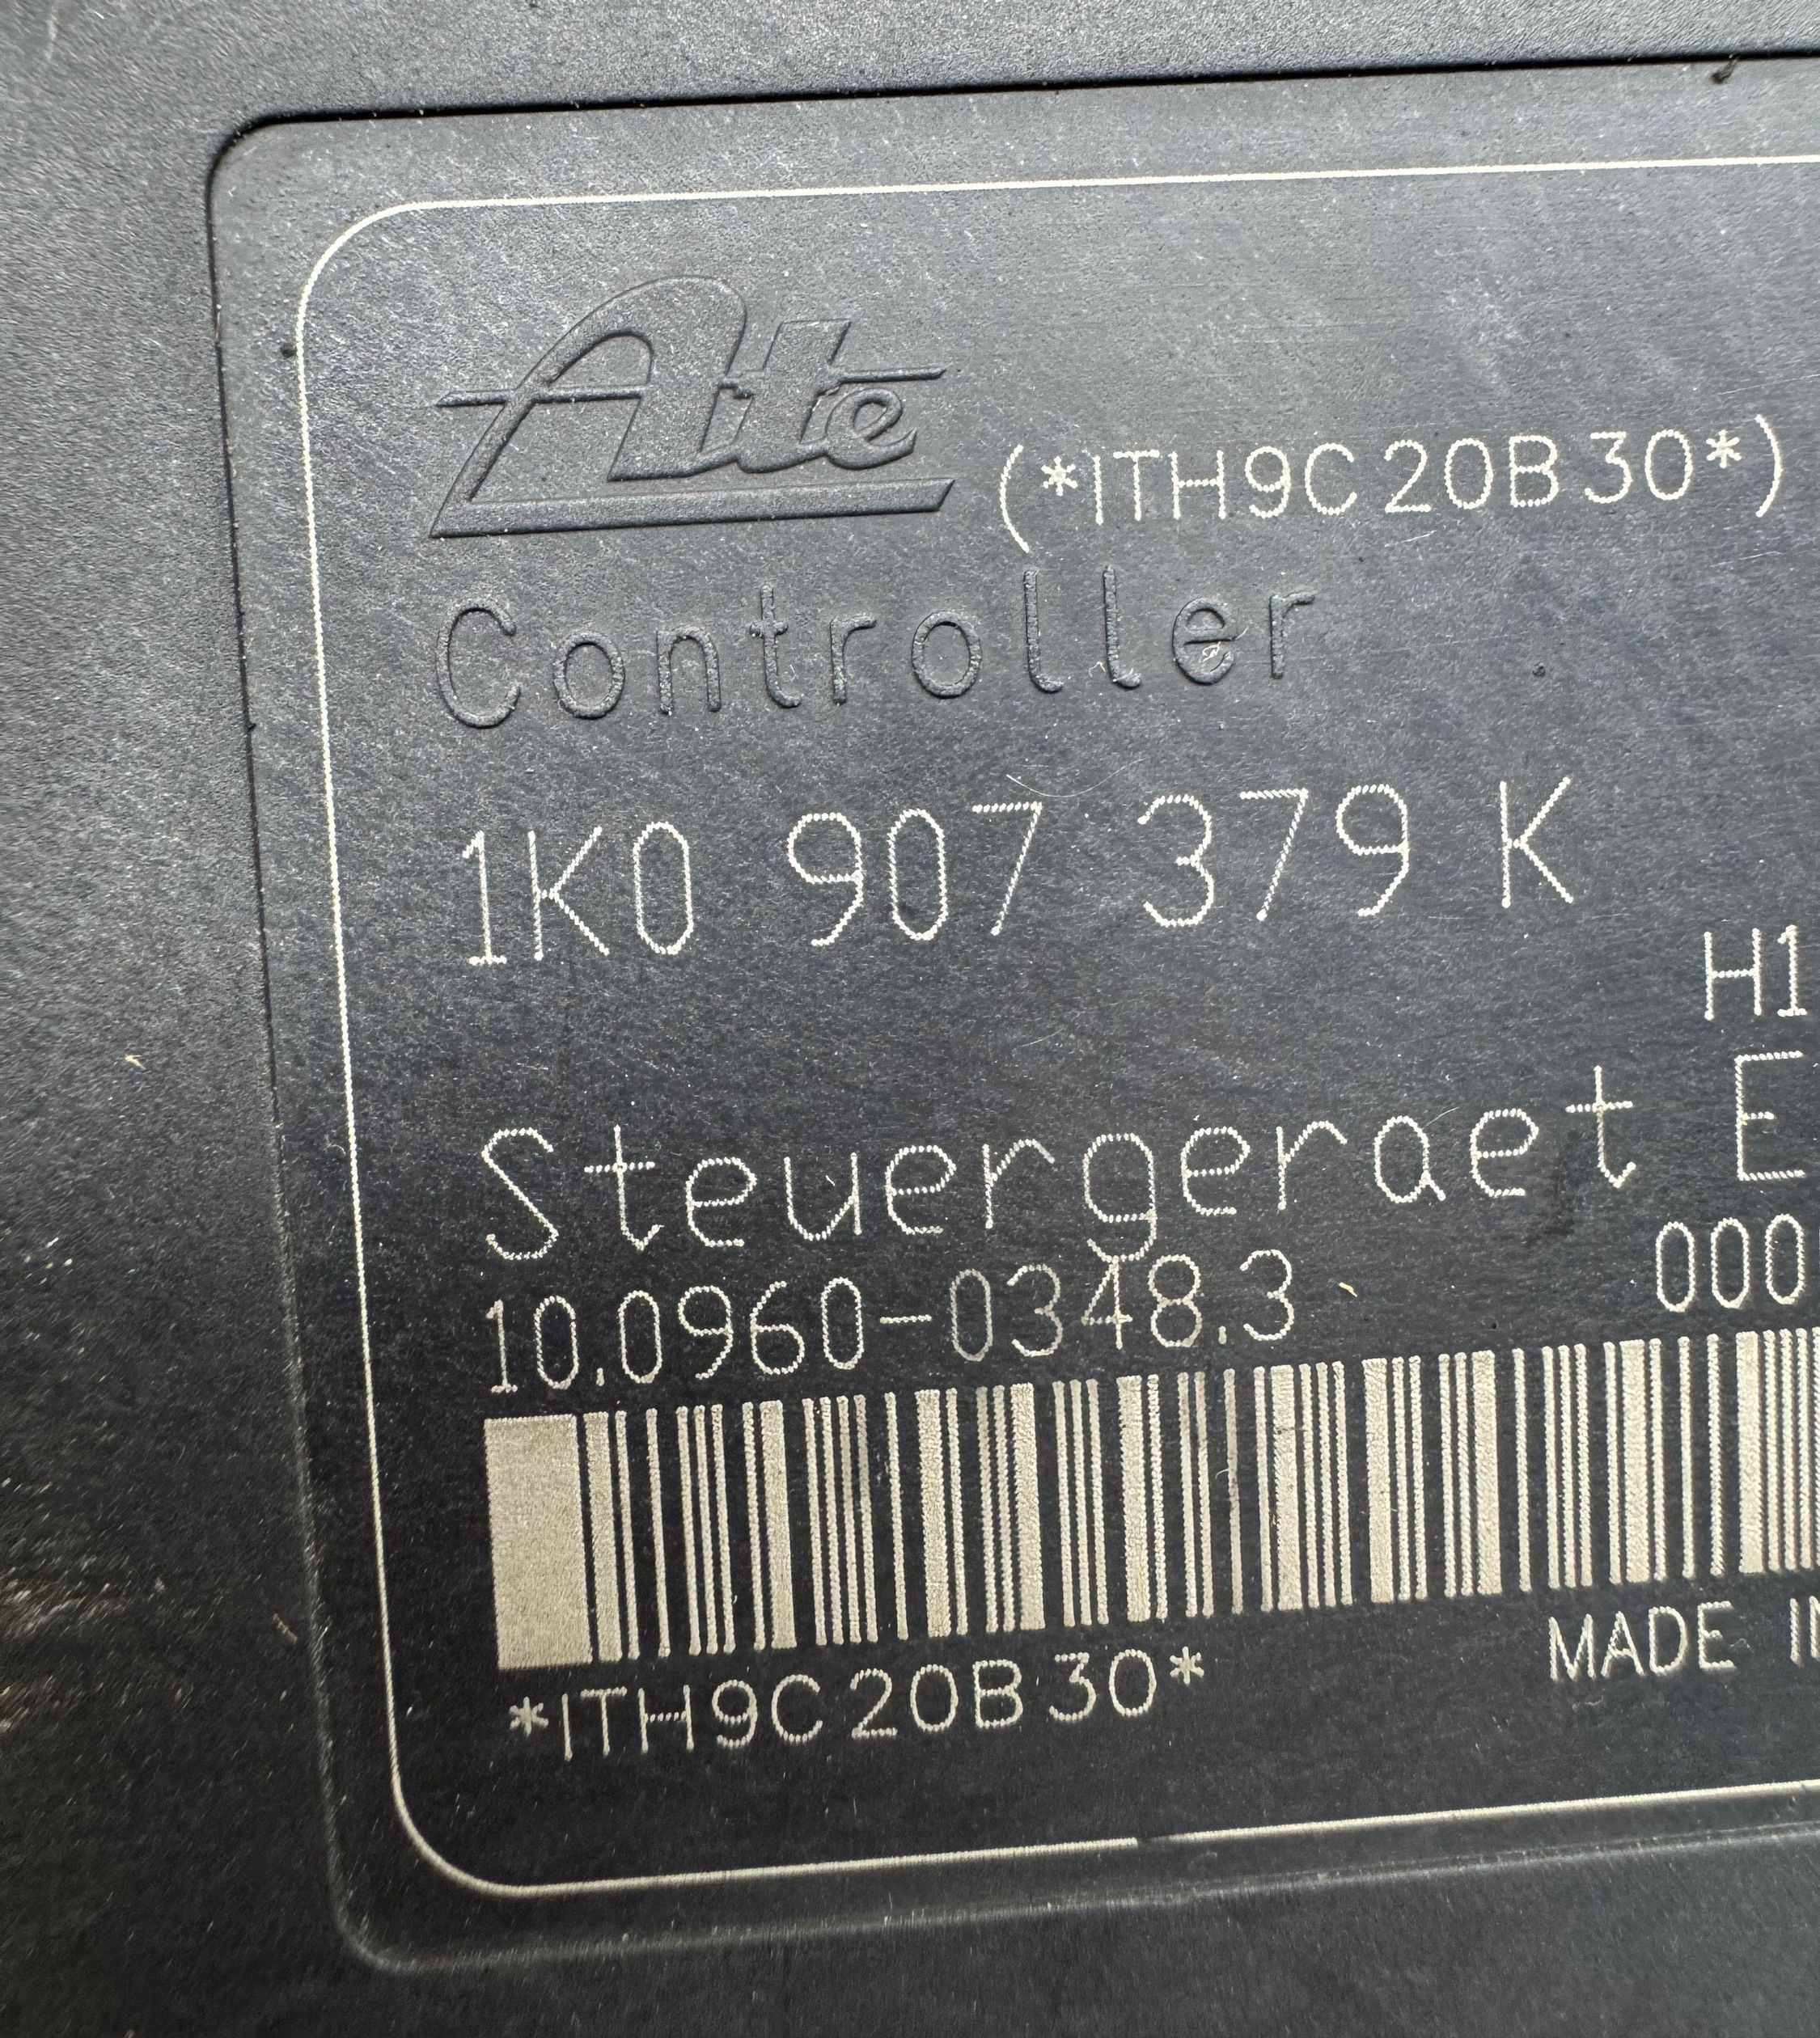 Ate (*ITH9C20B30*)
Controller
1K0 907 379 K
H1
Steuergeraet E
10.0960-0348.3 000
*ITH9C20B30* MADE IN